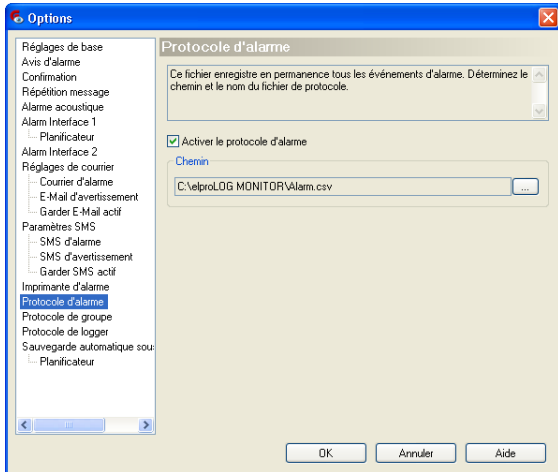 Options
Réglages de base
Avis d'alarme
Confirmation
Répétition message
Alarme acoustique
Alarm Interface 1
Planificateur
Alarm Interface 2
Réglages de courrier
Courrier d'alarme
E-Mail d'avertissement
Garder E-Mail actif
Paramètres SMS
SMS d'alarme
SMS d'avertissement
Garder SMS actif
Imprimante d'alarme
Protocole d'alarme
Protocole de groupe
Protocole de logger
Sauvegarde automatique sou
Planificateur
Protocole d'alarme
Ce fichier enregistre en permanence tous les événements d'alarme. Déterminez le
chemin et le nom du fichier de protocole.
Activer le protocole d'alarme
Chemin
C:\elproLOG MONITOR\Alarm.csv
...
OK
Annuler
Aide